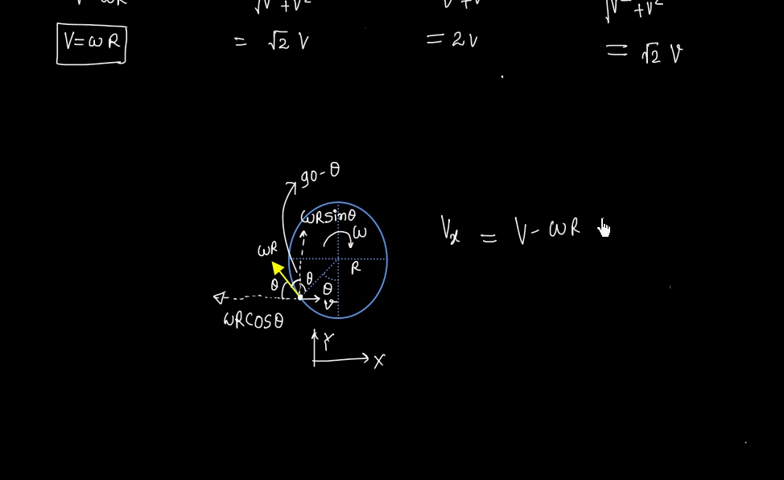 V = ωR
= √2 V
= 2V
= √2 V
90-θ
ωRsinθ
ω
ωR
θ θ
R
θ
V
ωRcosθ
Y
X
Vx = V - ωR